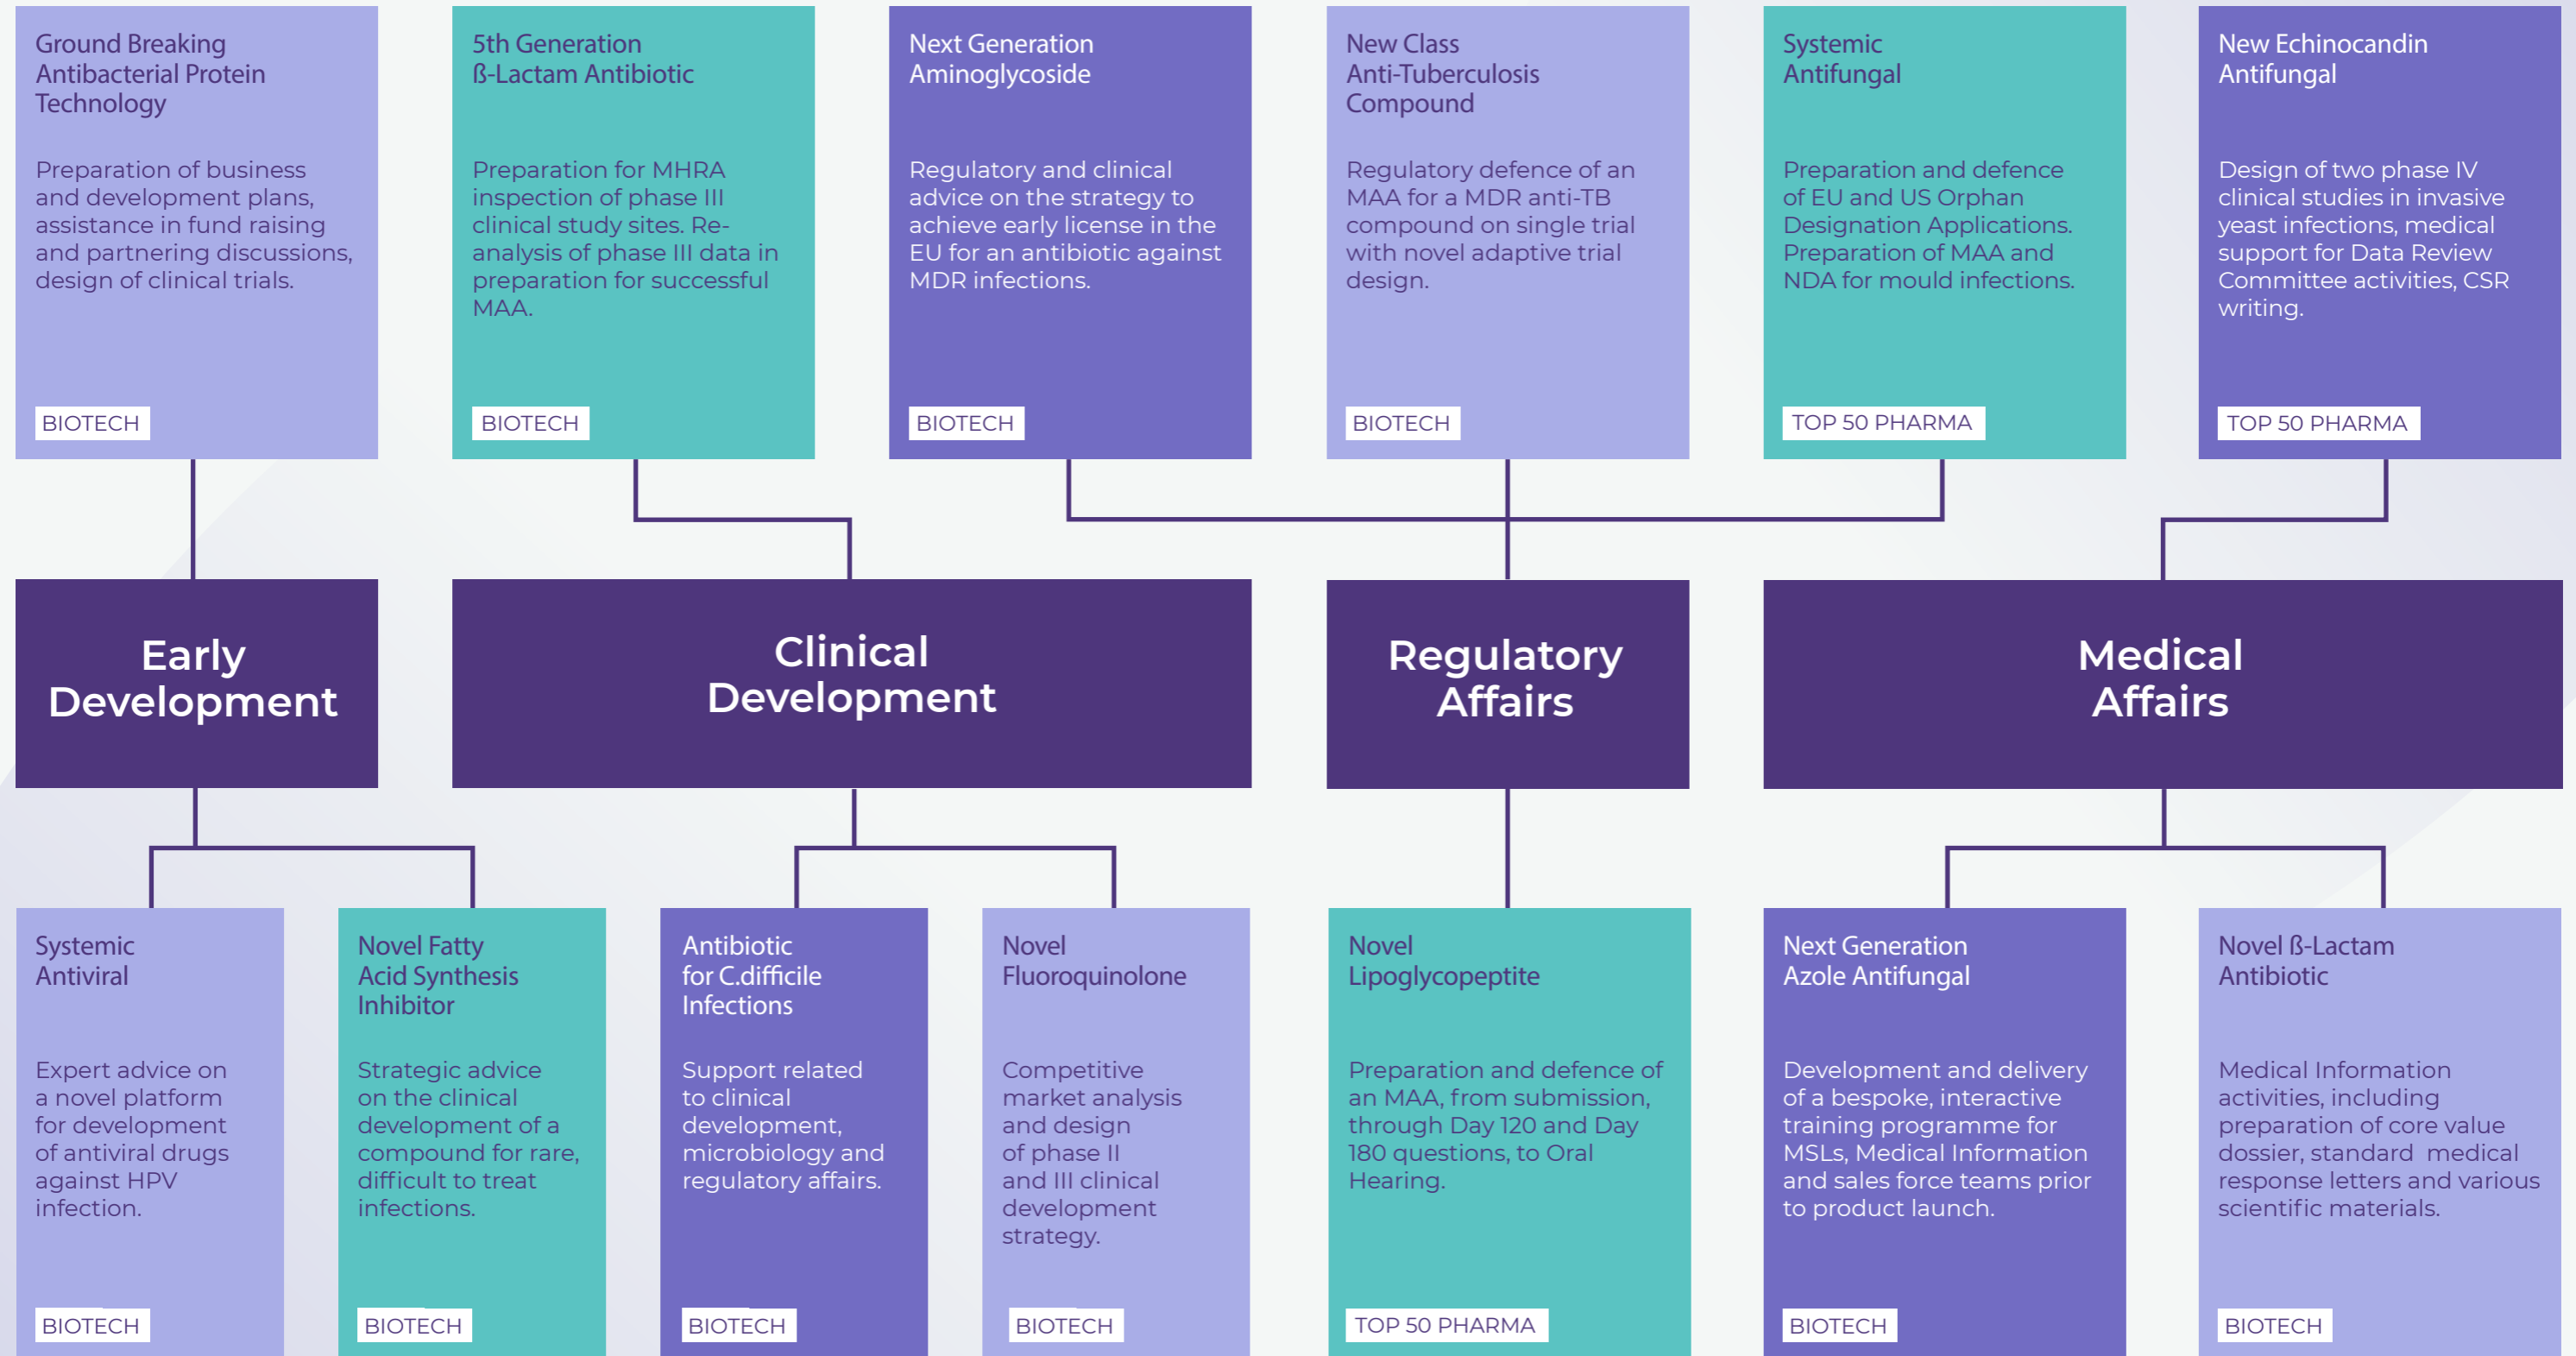 Ground Breaking
Antibacterial Protein
Technology
Preparation of business
and development plans,
assistance in fund raising
and partnering discussions,
design of clinical trials.
BIOTECH
5th Generation
ß-Lactam Antibiotic
Preparation for MHRA
inspection of phase III
clinical study sites. Re-
analysis of phase III data in
preparation for successful
MAA.
BIOTECH
Next Generation
Aminoglycoside
Regulatory and clinical
advice on the strategy to
achieve early license in the
EU for an antibiotic against
MDR infections.
BIOTECH
New Class
Anti-Tuberculosis
Compound
Regulatory defence of an
MAA for a MDR anti-TB
compound on single trial
with novel adaptive trial
design.
BIOTECH
Systemic
Antifungal
Preparation and defence
of EU and US Orphan
Designation Applications.
Preparation of MAA and
NDA for mould infections.
TOP 50 PHARMA
New Echinocandin
Antifungal
Design of two phase IV
clinical studies in invasive
yeast infections, medical
support for Data Review
Committee activities, CSR
writing.
TOP 50 PHARMA
Early
Development
Clinical
Development
Regulatory
Affairs
Medical
Affairs
Systemic
Antiviral
Expert advice on
a novel platform
for development
of antiviral drugs
against HPV
infection.
BIOTECH
Novel Fatty
Acid Synthesis
Inhibitor
Strategic advice
on the clinical
development of a
compound for rare,
difficult to treat
infections.
BIOTECH
Antibiotic
for C.difficile
Infections
Support related
to clinical
development,
microbiology and
regulatory affairs.
BIOTECH
Novel
Fluoroquinolone
Competitive
market analysis
and design
of phase II
and III clinical
development
strategy.
BIOTECH
Novel
Lipoglycopeptite
Preparation and defence of
an MAA, from submission,
through Day 120 and Day
180 questions, to Oral
Hearing.
TOP 50 PHARMA
Next Generation
Azole Antifungal
Development and delivery
of a bespoke, interactive
training programme for
MSLs, Medical Information
and sales force teams prior
to product launch.
BIOTECH
Novel ß-Lactam
Antibiotic
Medical Information
activities, including
preparation of core value
dossier, standard medical
response letters and various
scientific materials.
BIOTECH